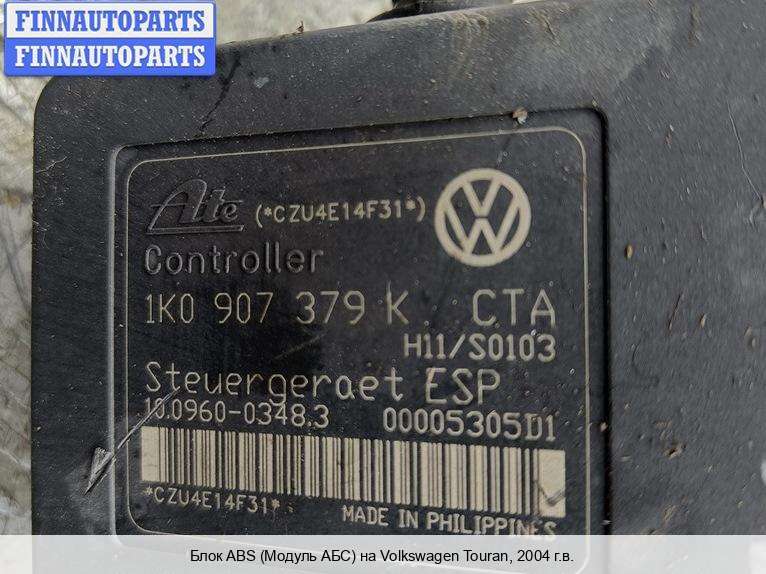 FINNAUTOPARTS
FINNAUTOPARTS
Ate (*CZU4E14F31*)
Controller
1K0 907 379 K CTA
H11/S0103
Steuergeraet ESP
10.0960-0348.3 00005305D1
*CZU4E14F31*
MADE IN PHILIPPINES
Блок ABS (Модуль АБС) на Volkswagen Touran, 2004 г.в.